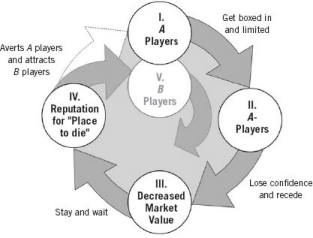 I.
A
Players
Get boxed in
and limited
Averts A players
and attracts
B players
V.
B
Players
IV.
Reputation
for "Place
to die"
II.
A-
Players
Lose confidence
and recede
III.
Decreased
Market
Value
Stay and wait